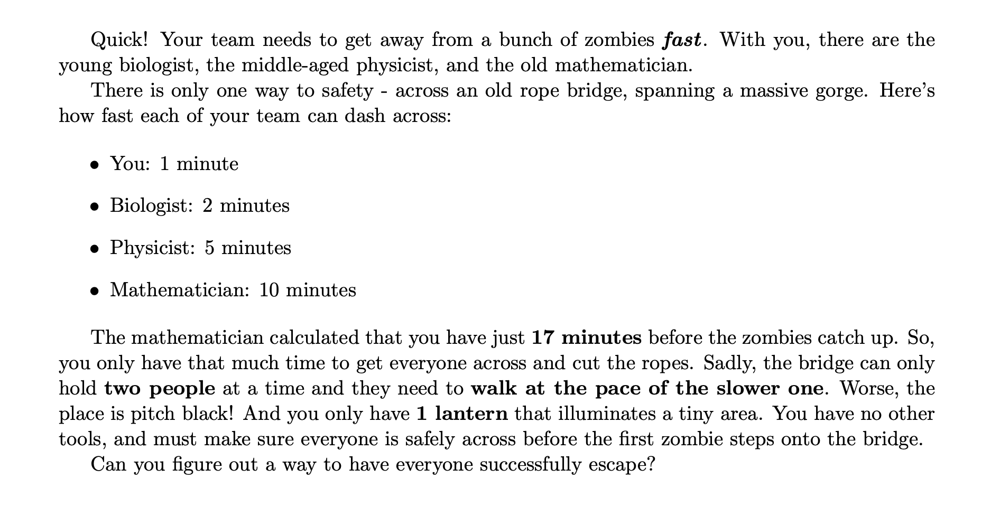 Quick! Your team needs to get away from a bunch of zombies fast. With you, there are the
young biologist, the middle-aged physicist, and the old mathematician.
There is only one way to safety - across an old rope bridge, spanning a massive gorge. Here's
how fast each of your team can dash across:
• You: 1 minute
• Biologist: 2 minutes
• Physicist: 5 minutes
• Mathematician: 10 minutes
The mathematician calculated that you have just 17 minutes before the zombies catch up. So,
you only have that much time to get everyone across and cut the ropes. Sadly, the bridge can only
hold two people at a time and they need to walk at the pace of the slower one. Worse, the
place is pitch black! And you only have 1 lantern that illuminates a tiny area. You have no other
tools, and must make sure everyone is safely across before the first zombie steps onto the bridge.
Can you figure out a way to have everyone successfully escape?